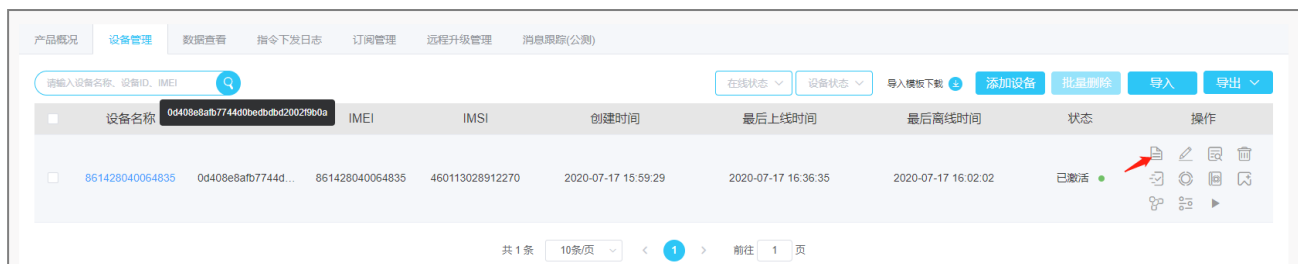 产品概况 设备管理 数据查看 指令下发日志 订阅管理 远程升级管理 消息跟踪(公测)
请输入设备名称、设备ID、IMEI 在线状态 设备状态 导入模板下载 添加设备 批量删除 导入 导出
0d408e8afb7744d0bedbdbd2002f9b0a
设备名称 IMEI IMSI 创建时间 最后上线时间 最后离线时间 状态 操作
861428040064835 0d408e8afb7744d... 861428040064835 460113028912270 2020-07-17 15:59:29 2020-07-17 16:36:35 2020-07-17 16:02:02 已激活
共 1 条 10条/页 < 1 > 前往 1 页